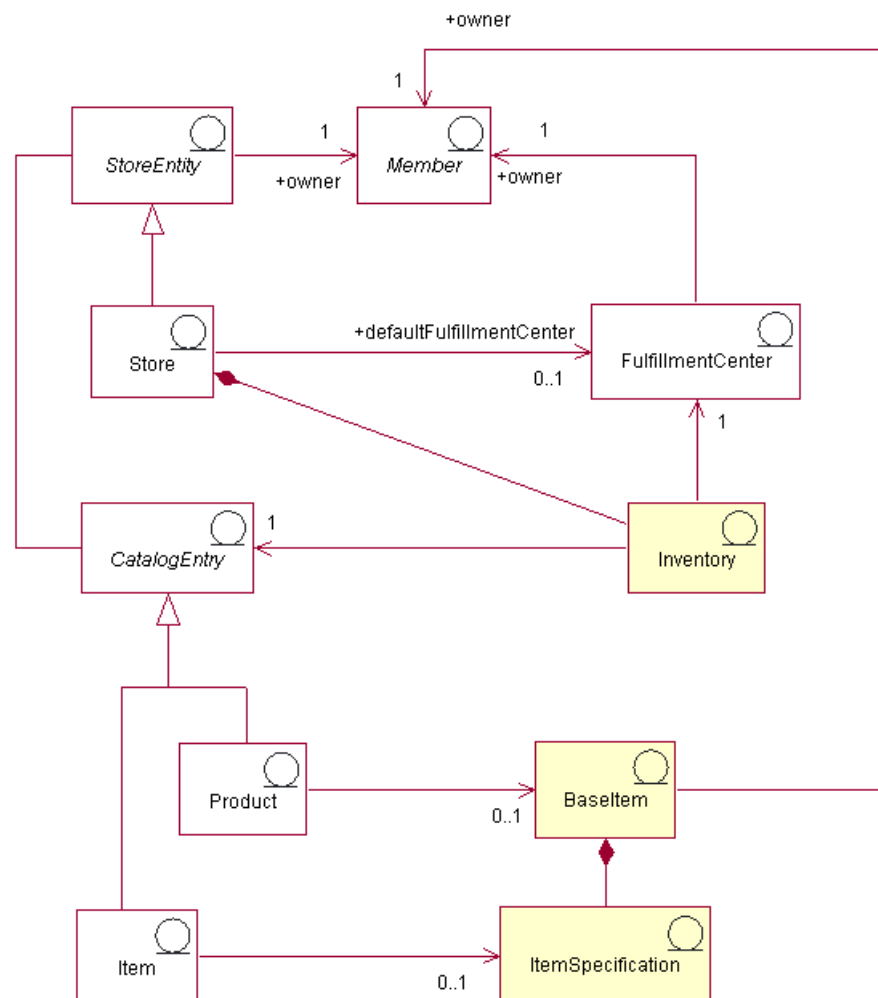 +owner
1
StoreEntity
1
+owner
Member
1
+owner
Store
+defaultFulfillmentCenter
0..1
FulfillmentCenter
1
CatalogEntry
1
Inventory
Product
0..1
BaseItem
Item
0..1
ItemSpecification